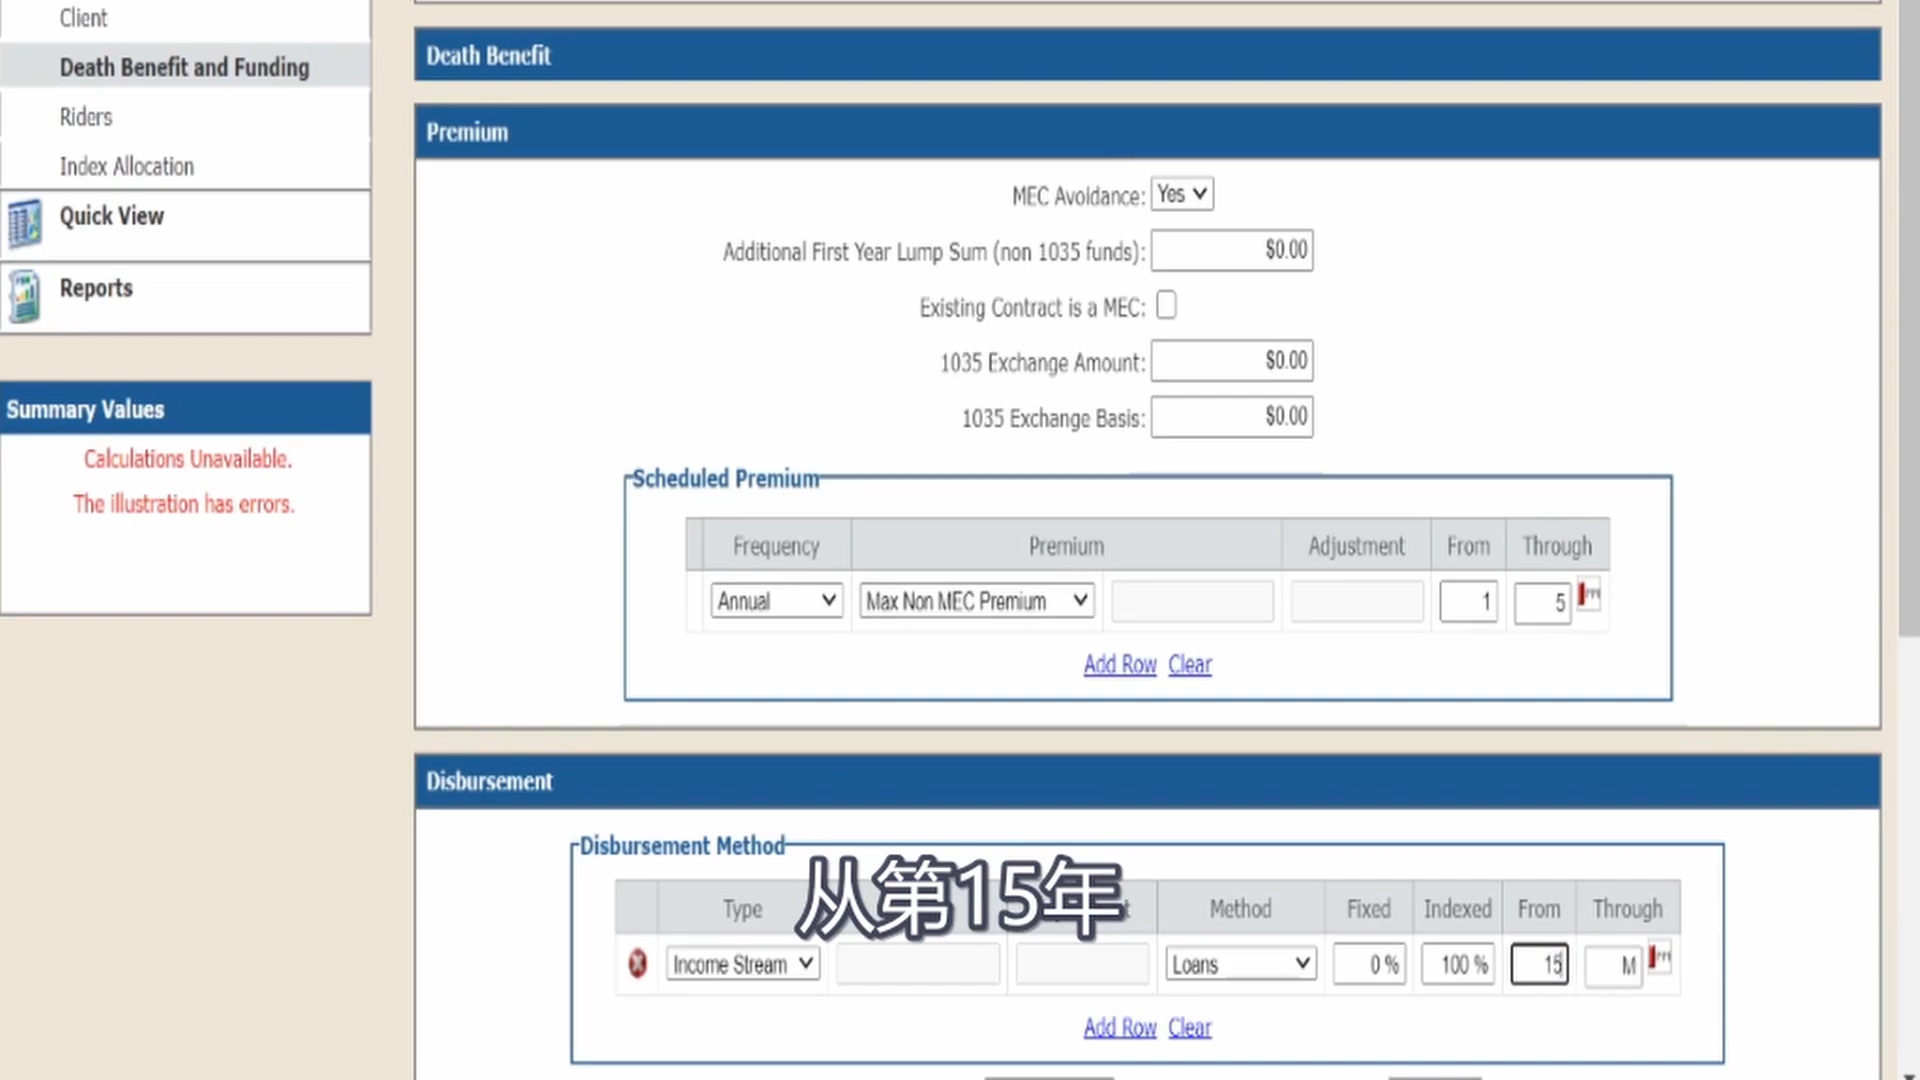 Client
Death Benefit and Funding
Riders
Index Allocation
Quick View
Reports
Summary Values
Calculations Unavailable.
The illustration has errors.
Death Benefit
Premium
MEC Avoidance: Yes
Additional First Year Lump Sum (non 1035 funds): $0.00
Existing Contract is a MEC:
1035 Exchange Amount: $0.00
1035 Exchange Basis: $0.00
Scheduled Premium
Frequency Premium Adjustment From Through
Annual Max Non MEC Premium 1 5
Add Row Clear
Disbursement
Disbursement Method
从第15年
Type Method Fixed Indexed From Through
Income Stream Loans 0 % 100 % 15 M
Add Row Clear